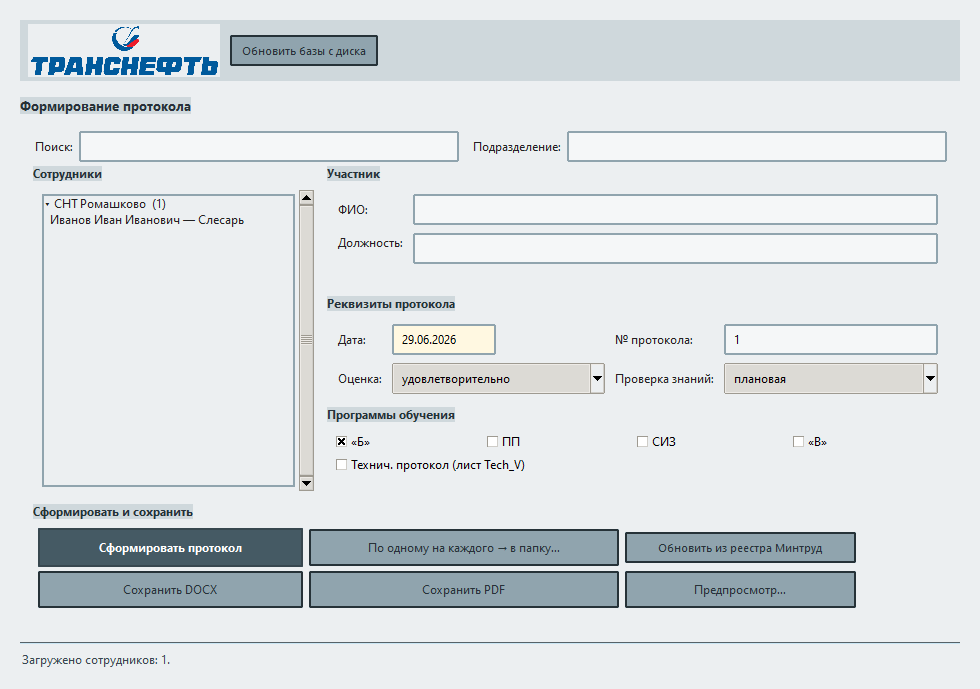 ТРАНСНЕФТЬ
Обновить базы с диска
Формирование протокола
Поиск:
Подразделение:
Сотрудники
Участник
СНТ Ромашково (1)
Иванов Иван Иванович — Слесарь
ФИО:
Должность:
Реквизиты протокола
Дата: 29.06.2026
№ протокола: 1
Оценка: удовлетворительно
Проверка знаний: плановая
Программы обучения
«Б»
ПП
СИЗ
«В»
Технич. протокол (лист Tech_V)
Сформировать и сохранить
Сформировать протокол
По одному на каждого → в папку...
Обновить из реестра Минтруд
Сохранить DOCX
Сохранить PDF
Предпросмотр...
Загружено сотрудников: 1.